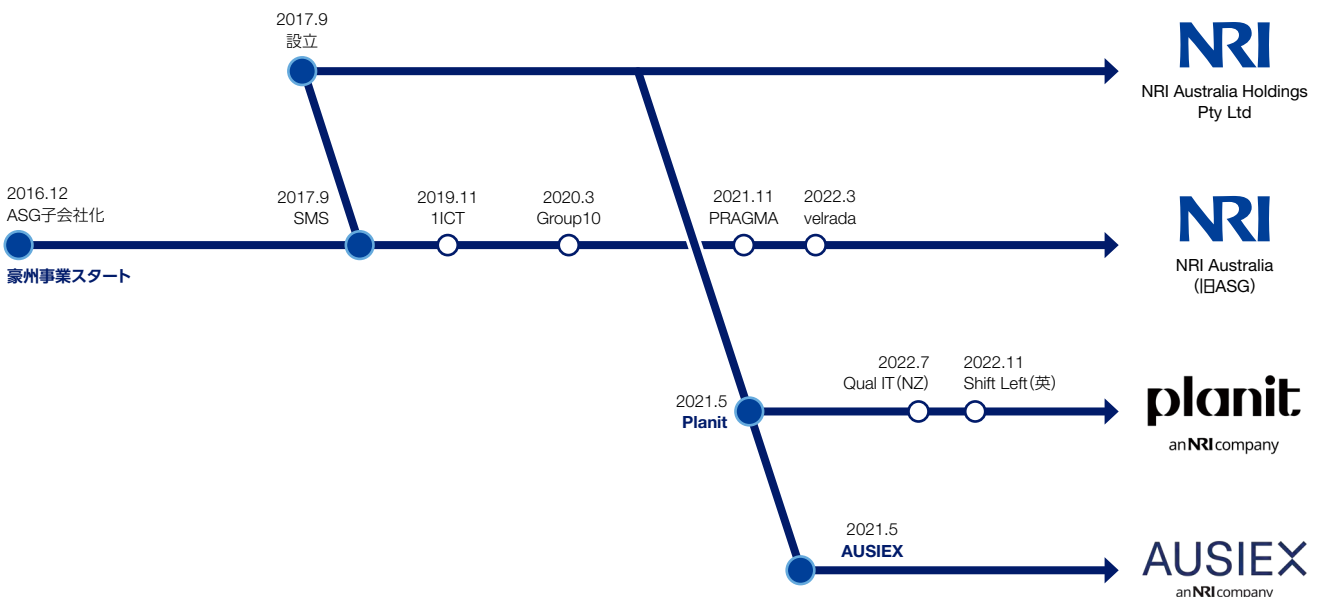 2017.9
設立
NRI
NRI Australia Holdings
Pty Ltd
2016.12
ASG子会社化
豪州事業スタート
2017.9
SMS
2019.11
1ICT
2020.3
Group10
2021.11
PRAGMA
2022.3
velrada
NRI
NRI Australia
（旧ASG）
2021.5
Planit
2022.7
Qual IT（NZ）
2022.11
Shift Left（英）
planit
an NRI company
2021.5
AUSIEX
AUSIEX
an NRI company